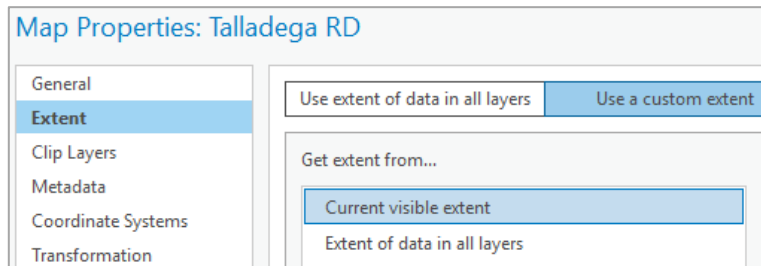 Map Properties: Talladega RD
General
Extent
Clip Layers
Metadata
Coordinate Systems
Transformation
Use extent of data in all layers
Use a custom extent
Get extent from...
Current visible extent
Extent of data in all layers